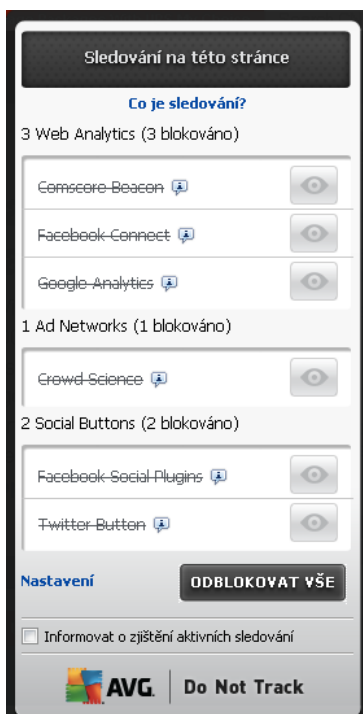 Sledování na této stránce
Co je sledování?
3 Web Analytics (3 blokováno)
Comscore Beacon
Facebook Connect
Google Analytics
1 Ad Networks (1 blokováno)
Crowd Science
2 Social Buttons (2 blokováno)
Facebook Social Plugins
Twitter Button
Nastavení ODBLOKOVAT VŠE
Informovat o zjištění aktivních sledování
AVG. Do Not Track